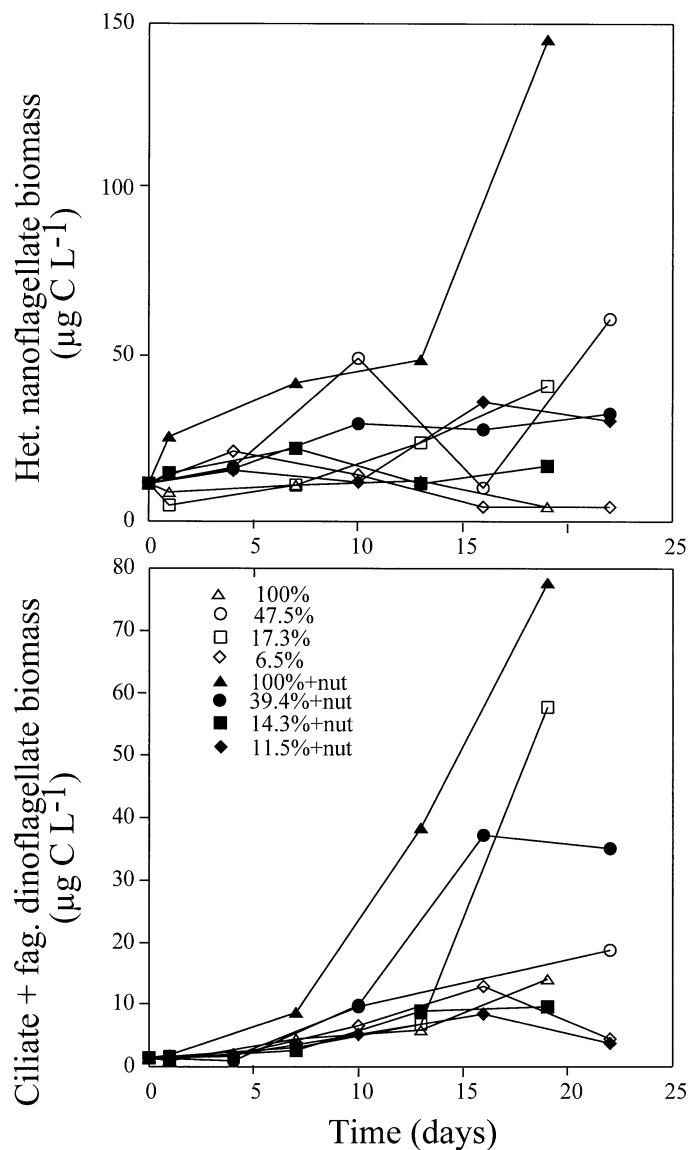 Het. nanoflagellate biomass
(µg C L-1)
150
100
50
0
0 5 10 15 20 25
Ciliate + fag. dinoflagellate biomass
(µg C L-1)
80
70
60
50
40
30
20
10
0
100%
47.5%
17.3%
6.5%
100%+nut
39.4%+nut
14.3%+nut
11.5%+nut
0 5 10 15 20 25
Time (days)